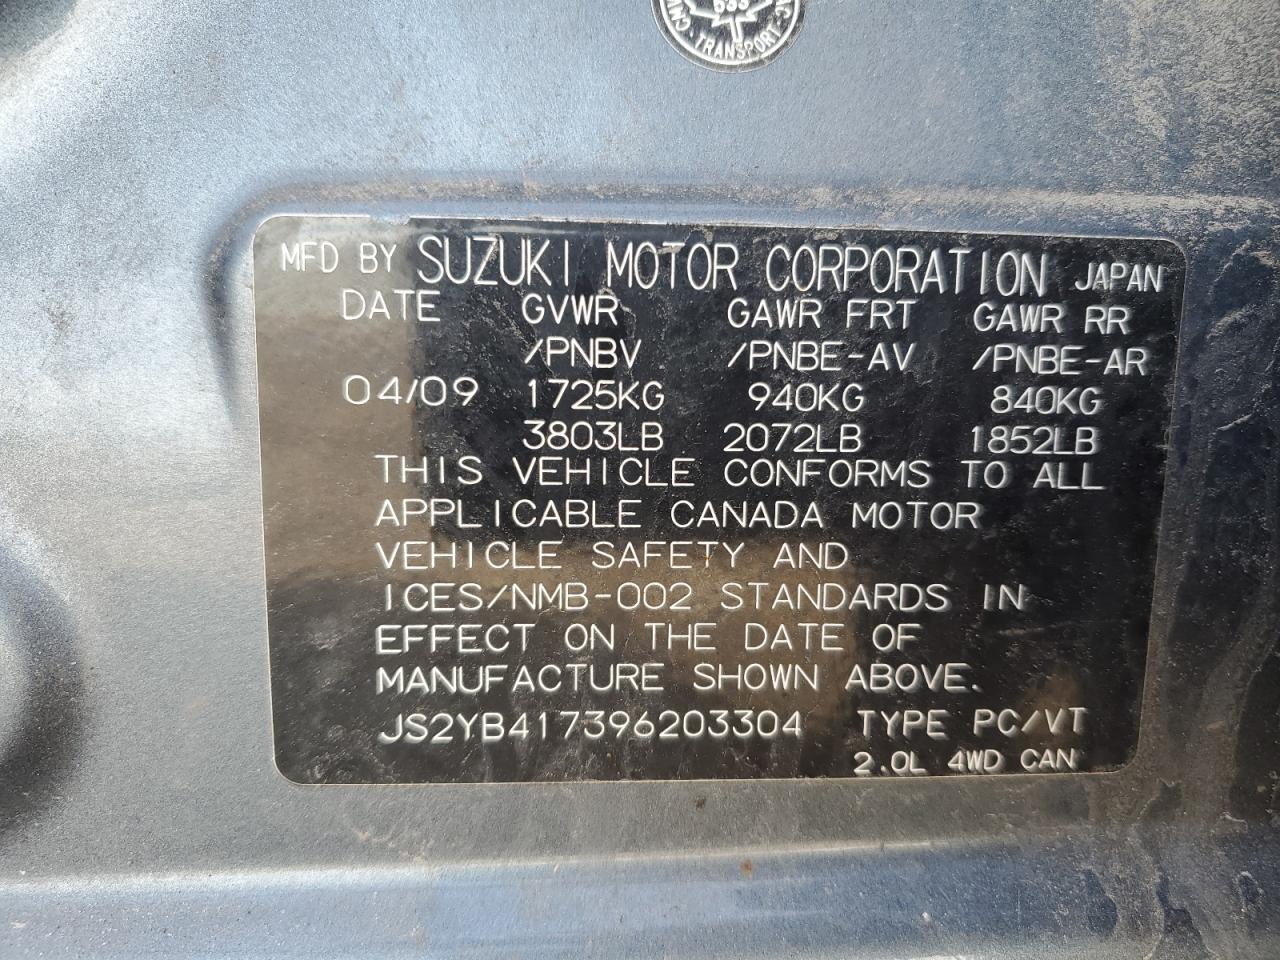 TRANSPORT
MFD BY SUZUKI MOTOR CORPORATION JAPAN
DATE GVWR GAWR FRT GAWR RR
/PNBV /PNBE-AV /PNBE-AR
04/09 1725KG 940KG 840KG
3803LB 2072LB 1852LB
THIS VEHICLE CONFORMS TO ALL
APPLICABLE CANADA MOTOR
VEHICLE SAFETY AND
ICES/NMB-002 STANDARDS IN
EFFECT ON THE DATE OF
MANUFACTURE SHOWN ABOVE.
JS2YB417396203304 TYPE PC/VT
2.0L 4WD CAN